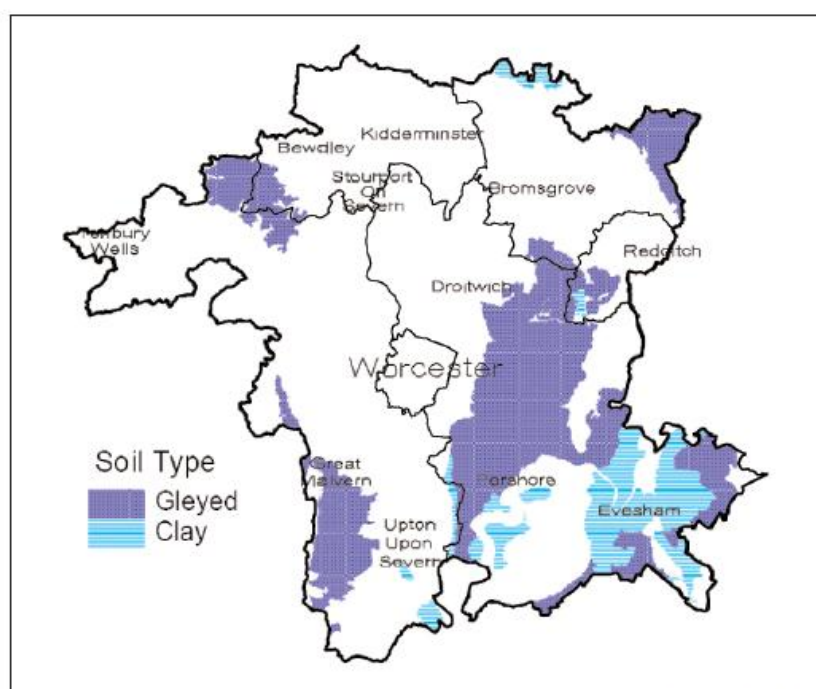 Kidderminster
Bewdley
Stourport
On
Severn
Bromsgrove
Tenbury
Wells
Redditch
Droitwich
Worcester
Soil Type
Gleyed
Clay
Great
Malvern
Pershore
Upton
Upon
Severn
Evesham